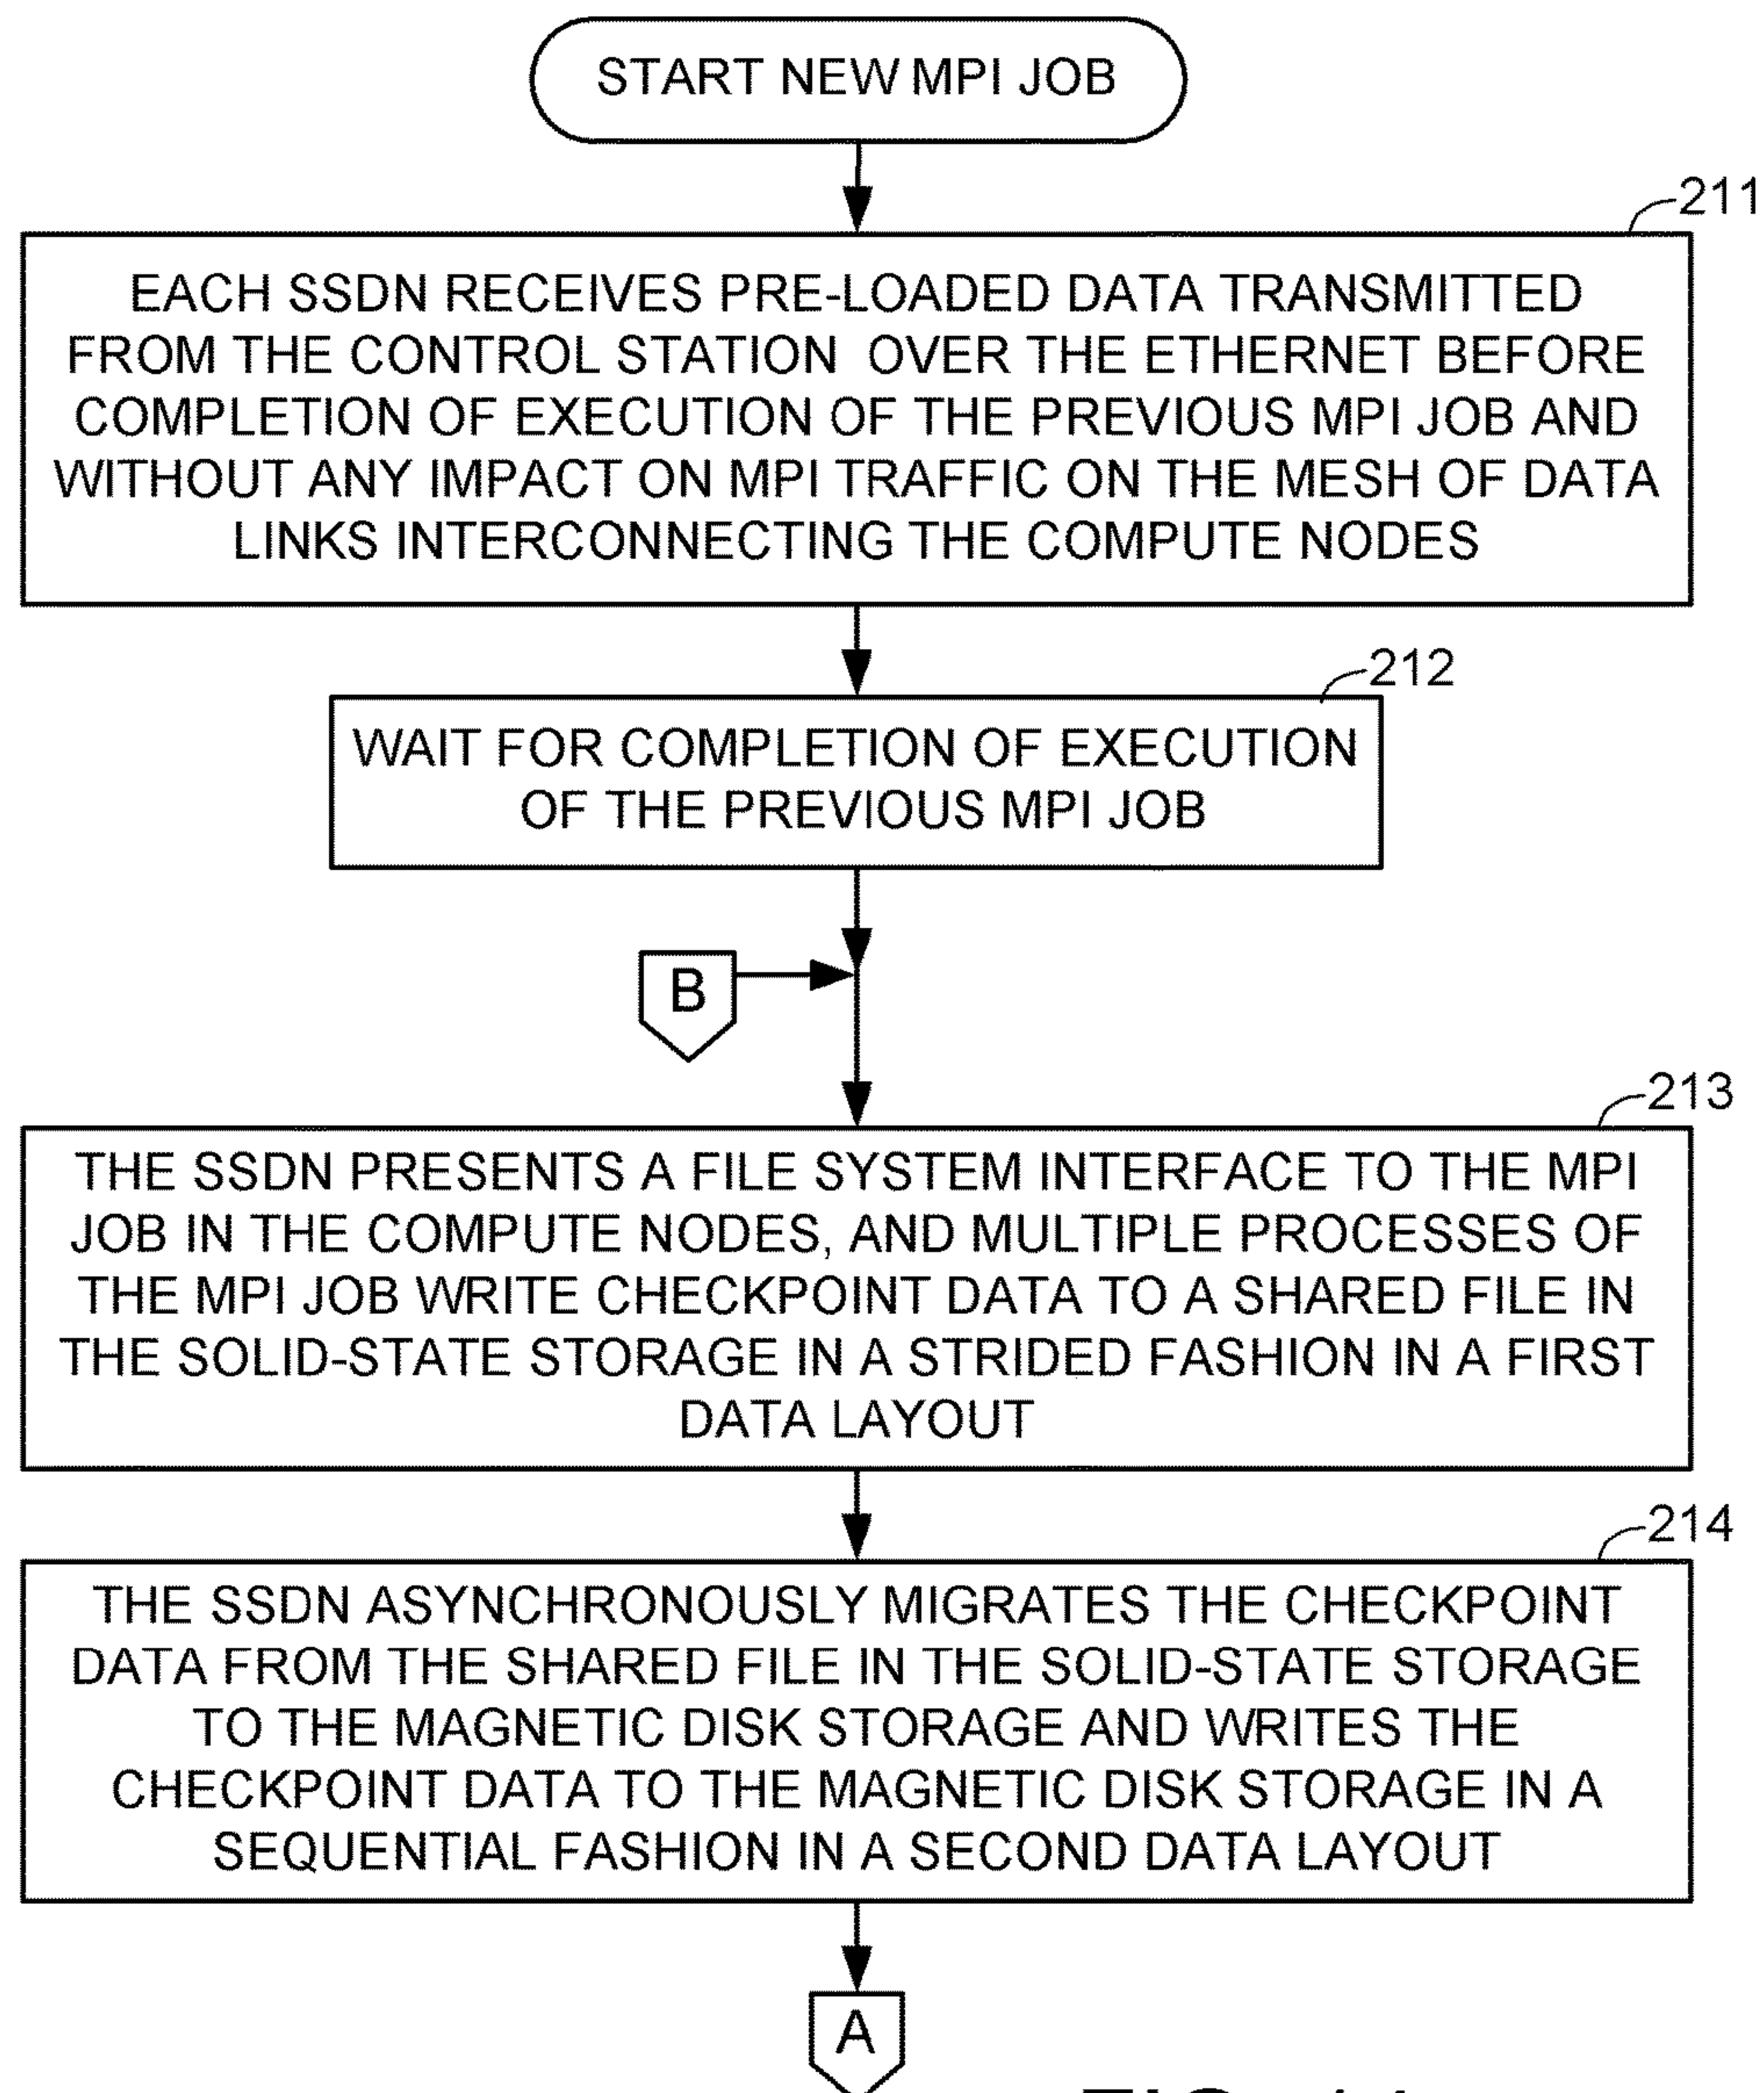 START NEW MPI JOB
211
EACH SSDN RECEIVES PRE-LOADED DATA TRANSMITTED
FROM THE CONTROL STATION OVER THE ETHERNET BEFORE
COMPLETION OF EXECUTION OF THE PREVIOUS MPI JOB AND
WITHOUT ANY IMPACT ON MPI TRAFFIC ON THE MESH OF DATA
LINKS INTERCONNECTING THE COMPUTE NODES
212
WAIT FOR COMPLETION OF EXECUTION
OF THE PREVIOUS MPI JOB
B
213
THE SSDN PRESENTS A FILE SYSTEM INTERFACE TO THE MPI
JOB IN THE COMPUTE NODES, AND MULTIPLE PROCESSES OF
THE MPI JOB WRITE CHECKPOINT DATA TO A SHARED FILE IN
THE SOLID-STATE STORAGE IN A STRIDED FASHION IN A FIRST
DATA LAYOUT
214
THE SSDN ASYNCHRONOUSLY MIGRATES THE CHECKPOINT
DATA FROM THE SHARED FILE IN THE SOLID-STATE STORAGE
TO THE MAGNETIC DISK STORAGE AND WRITES THE
CHECKPOINT DATA TO THE MAGNETIC DISK STORAGE IN A
SEQUENTIAL FASHION IN A SECOND DATA LAYOUT
A